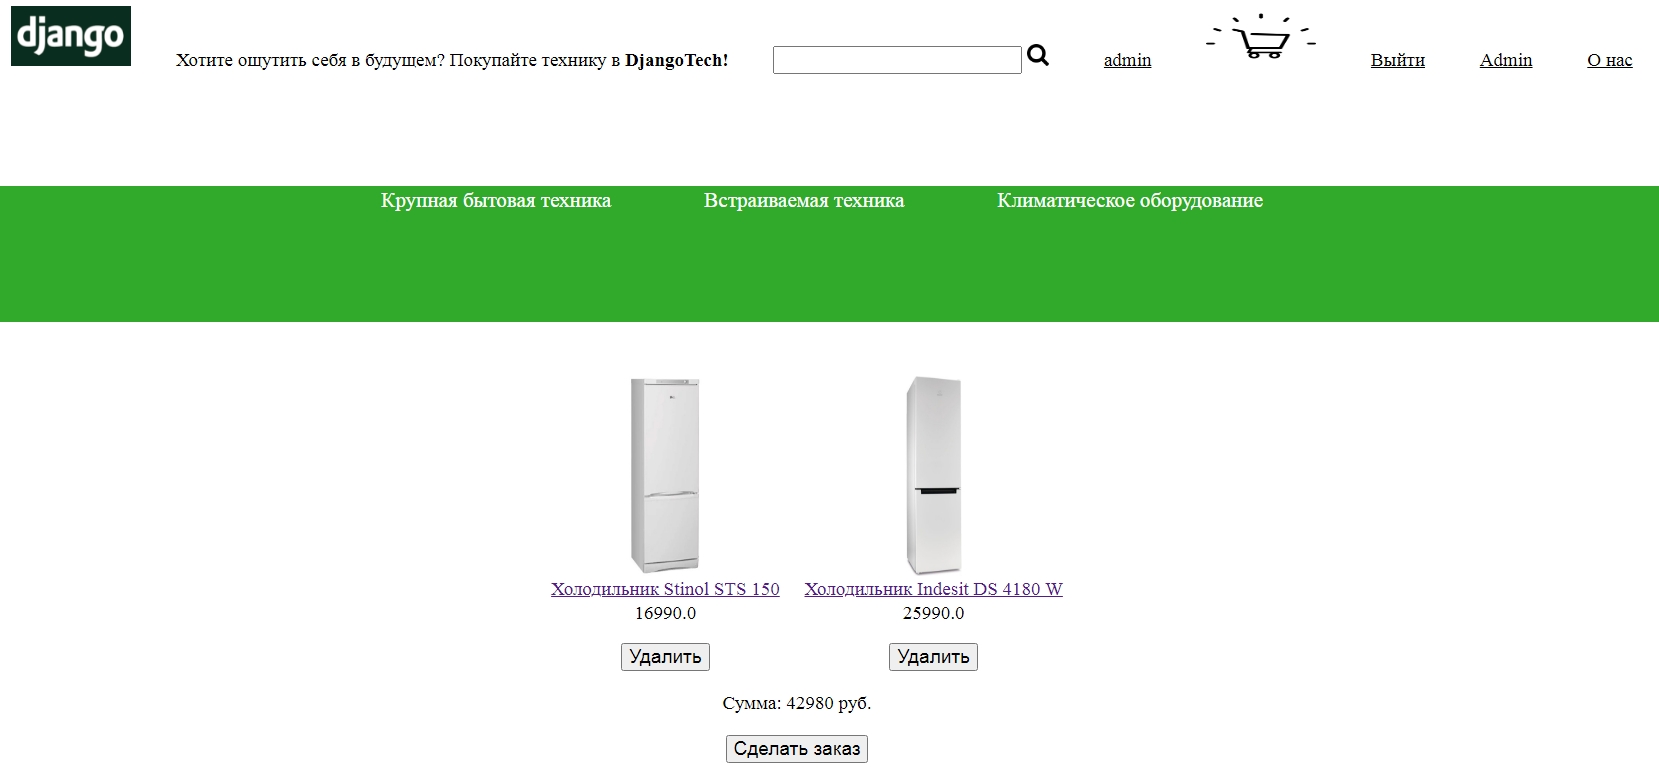 django
Хотите ощутить себя в будущем? Покупайте технику в DjangoTech!
admin
Выйти
Admin
О нас
Крупная бытовая техника
Встраиваемая техника
Климатическое оборудование
Холодильник Stinol STS 150
16990.0
Удалить
Холодильник Indesit DS 4180 W
25990.0
Удалить
Сумма: 42980 руб.
Сделать заказ